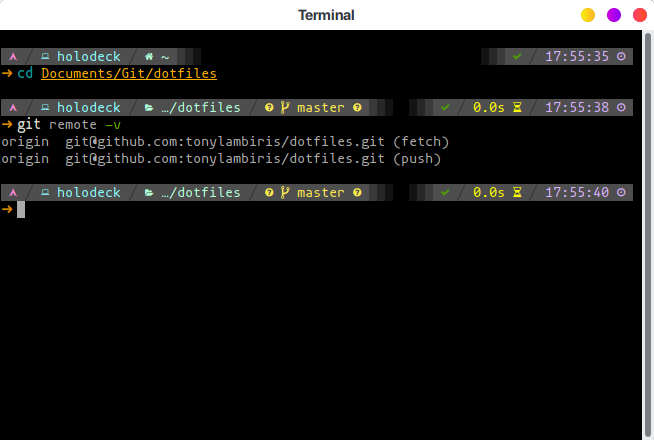 Terminal
holodeck ~ 17:55:35
cd Documents/Git/dotfiles
holodeck …/dotfiles master 0.0s 17:55:38
git remote -v
origin  git@github.com:tonylambiris/dotfiles.git (fetch)
origin  git@github.com:tonylambiris/dotfiles.git (push)
holodeck …/dotfiles master 0.0s 17:55:40